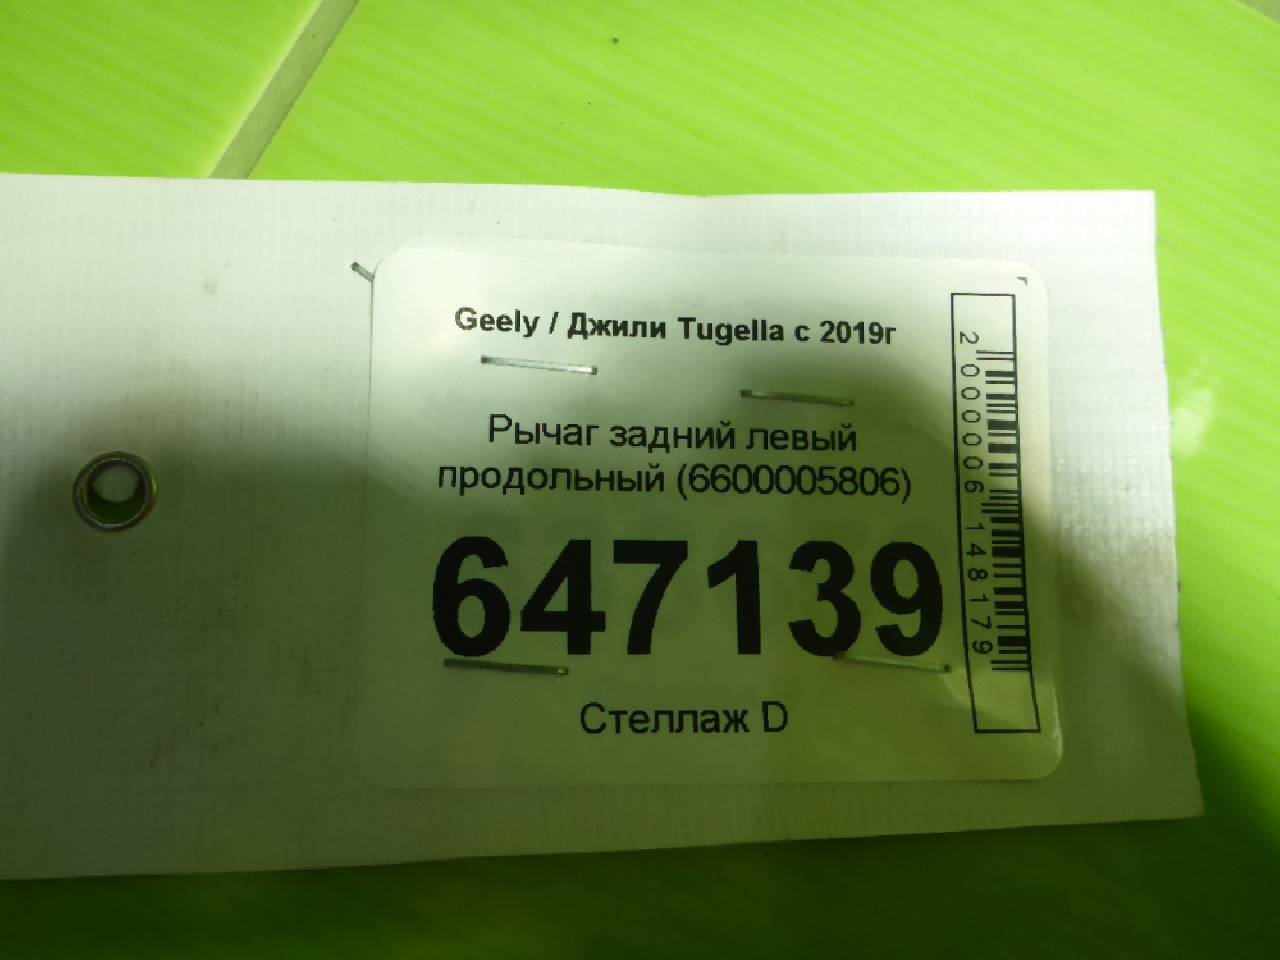 Geely / Джили Tugella с 2019г
Рычаг задний левый
продольный (6600005806)
647139
Стеллаж D
2000006148179